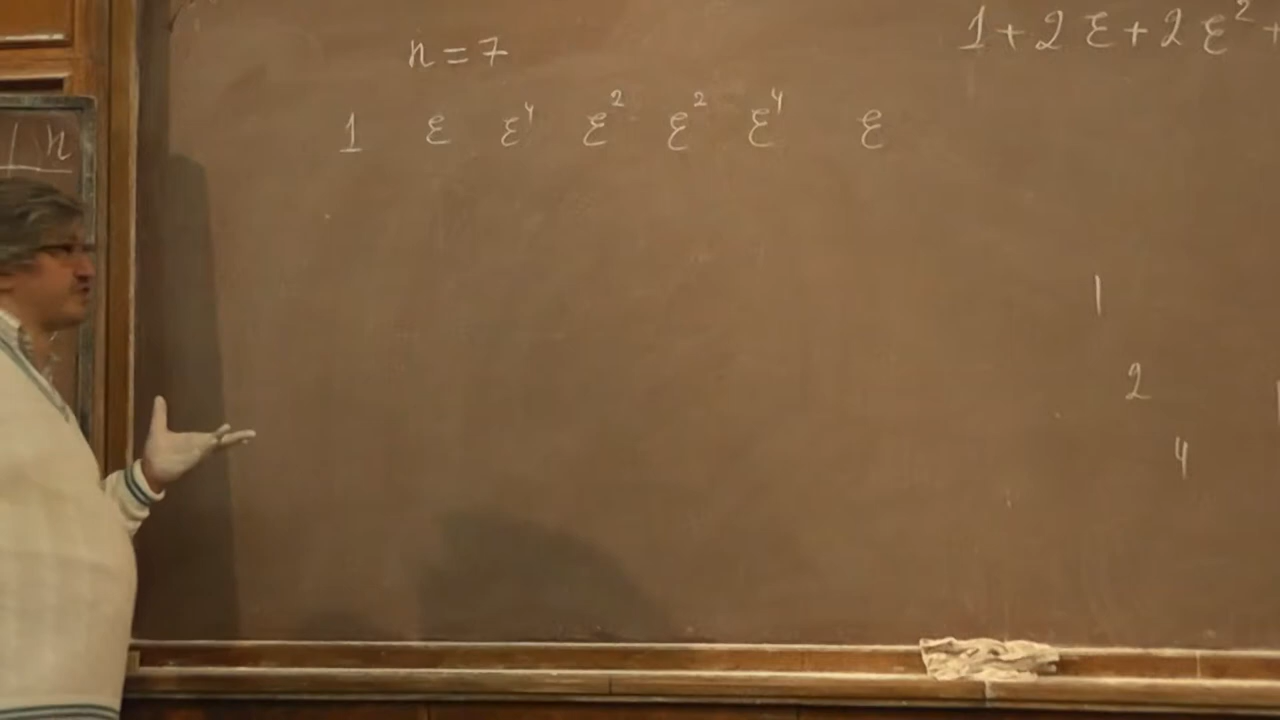 n = 7
1 ε ε⁴ ε² ε² ε⁴ ε
1 + 2 ε + 2 ε² +
n
1
2
4